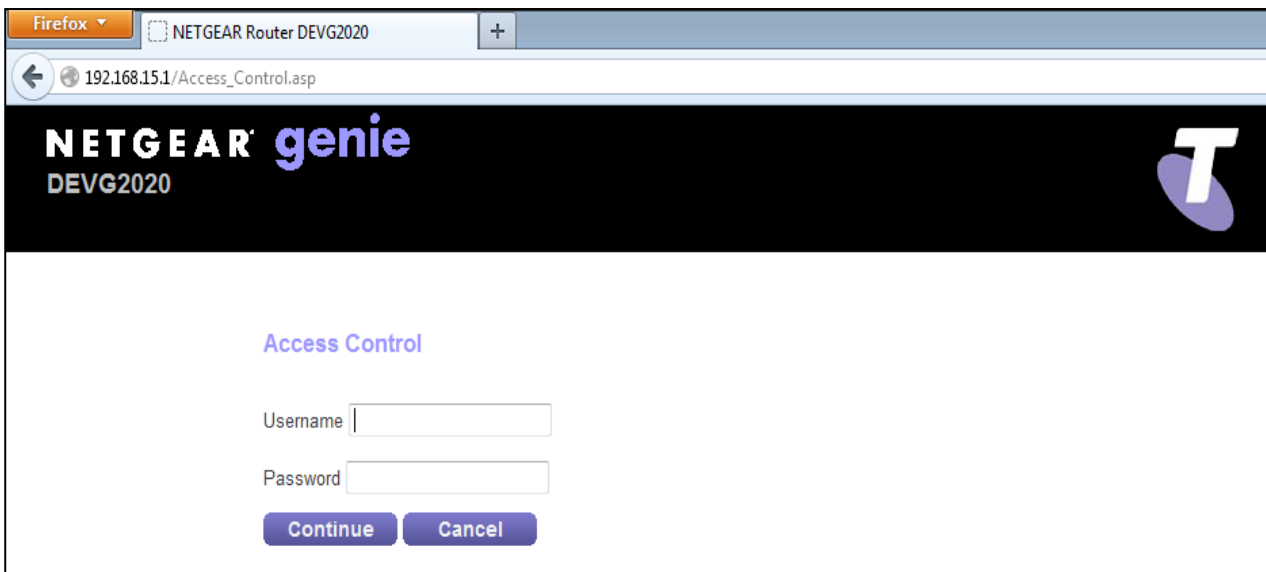 Firefox
NETGEAR Router DEVG2020 +
192.168.15.1/Access_Control.asp
NETGEAR® genie
DEVG2020
T
Access Control
Username
Password
Continue Cancel